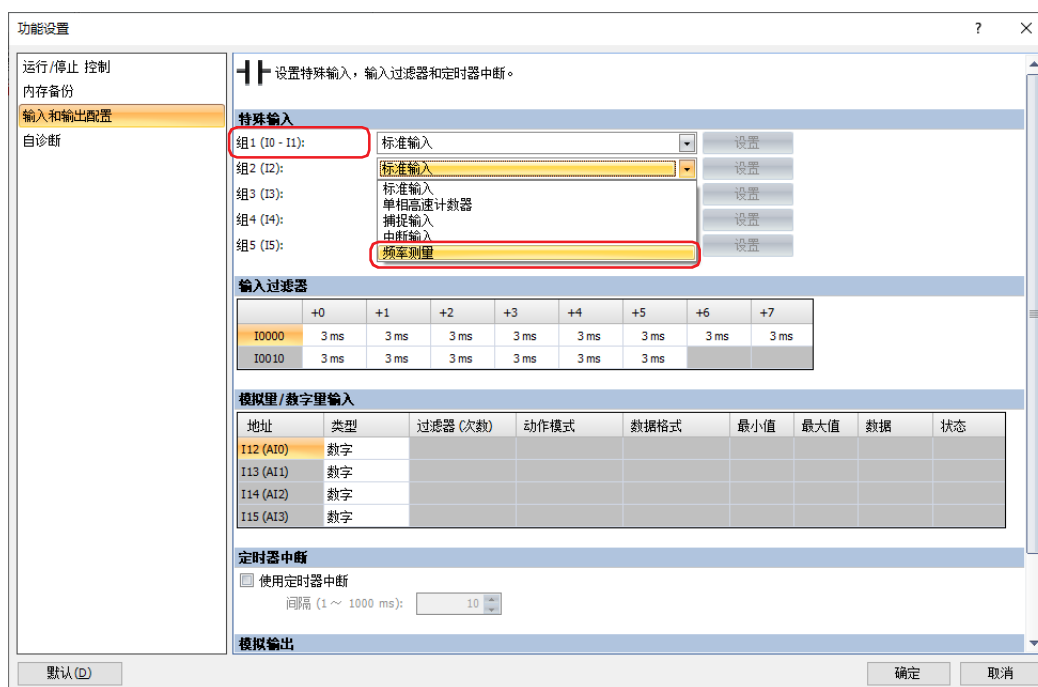 功能设置 ? ×
运行/停止 控制
内存备份
输入和输出配置
自诊断
设置特殊输入，输入过滤器和定时器中断。
特殊输入
组1 (I0 - I1): 标准输入 设置
组2 (I2): 标准输入 设置
组3 (I3): 设置
组4 (I4): 设置
组5 (I5): 设置
标准输入
单相高速计数器
捕捉输入
中断输入
频率测量
输入过滤器
+0 +1 +2 +3 +4 +5 +6 +7
I0000 3 ms 3 ms 3 ms 3 ms 3 ms 3 ms 3 ms 3 ms
I0010 3 ms 3 ms 3 ms 3 ms 3 ms 3 ms
模拟里/数字里输入
地址 类型 过滤器 (次数) 动作模式 数据格式 最小值 最大值 数据 状态
I12 (AI0) 数字
I13 (AI1) 数字
I14 (AI2) 数字
I15 (AI3) 数字
定时器中断
使用定时器中断
间隔 (1～ 1000 ms): 10
模拟输出
默认(D) 确定 取消